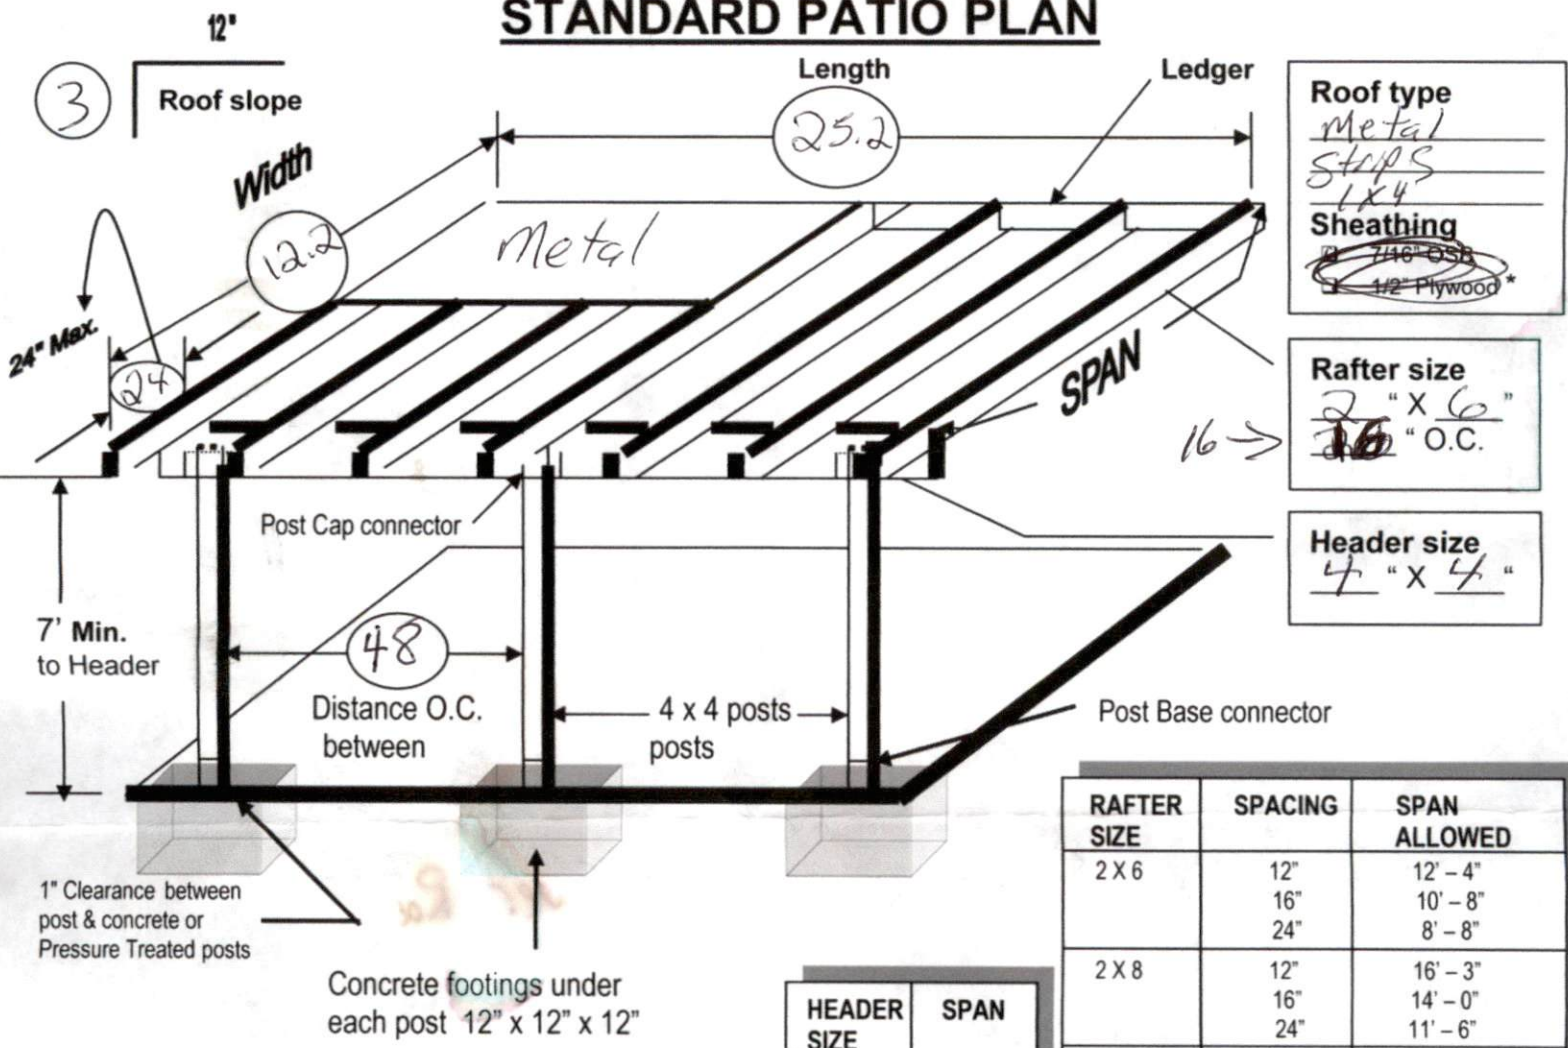 STANDARD PATIO PLAN
12"
3
Roof slope
Length
25.2
Ledger
Width
12.2
Metal
24" Max.
24
SPAN
Roof type
Metal
Strips
1X4
Sheathing
7/16" OSB
1/2" Plywood*
Rafter size
2 " X 6 "
16 → 16 " O.C.
Header size
4 " X 4 "
Post Cap connector
7' Min.
to Header
48
Distance O.C.
between
4 x 4 posts
posts
Post Base connector
1" Clearance between
post & concrete or
Pressure Treated posts
Concrete footings under
each post 12" x 12" x 12"
HEADER SPAN
SIZE
RAFTER SPACING SPAN
SIZE ALLOWED
2 X 6 12" 12' – 4"
16" 10' – 8"
24" 8' – 8"
2 X 8 12" 16' – 3"
16" 14' – 0"
24" 11' – 6"